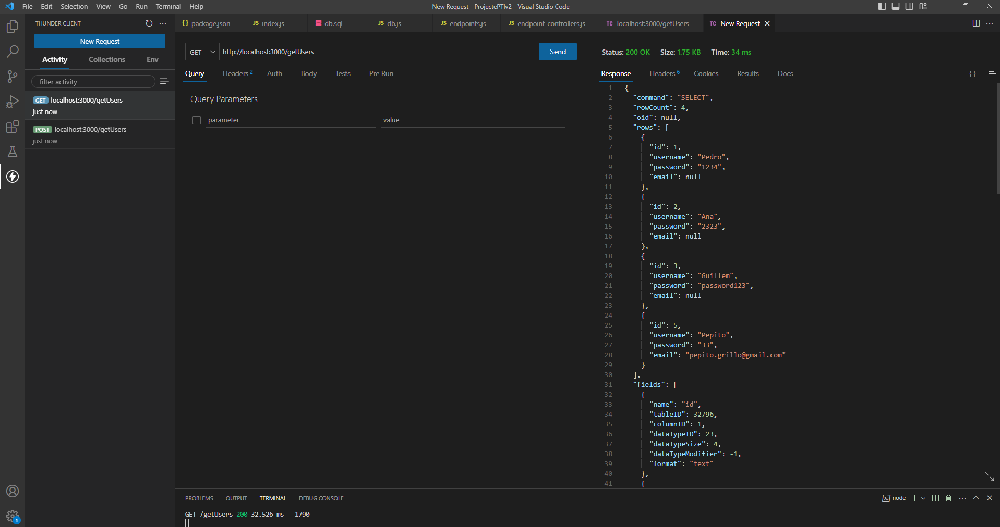 File Edit Selection View Go Run Terminal Help
New Request - ProjectePTIv2 - Visual Studio Code
THUNDER CLIENT
New Request
Activity Collections Env
filter activity
GET localhost:3000/getUsers
just now
POST localhost:3000/getUsers
just now
{} package.json JS index.js db.sql JS db.js JS endpoints.js JS endpoint_controllers.js TC localhost:3000/getUsers TC New Request
GET http://localhost:3000/getUsers Send
Query Headers 2 Auth Body Tests Pre Run
Query Parameters
parameter value
Status: 200 OK Size: 1.75 KB Time: 34 ms
Response Headers 6 Cookies Results Docs {}
1 {
2 "command": "SELECT",
3 "rowCount": 4,
4 "oid": null,
5 "rows": [
6 {
7 "id": 1,
8 "username": "Pedro",
9 "password": "1234",
10 "email": null
11 },
12 {
13 "id": 2,
14 "username": "Ana",
15 "password": "2323",
16 "email": null
17 },
18 {
19 "id": 3,
20 "username": "Guillem",
21 "password": "password123",
22 "email": null
23 },
24 {
25 "id": 5,
26 "username": "Pepito",
27 "password": "33",
28 "email": "pepito.grillo@gmail.com"
29 }
30 ],
31 "fields": [
32 {
33 "name": "id",
34 "tableID": 32796,
35 "columnID": 1,
36 "dataTypeID": 23,
37 "dataTypeSize": 4,
38 "dataTypeModifier": -1,
39 "format": "text"
40 },
41 {
PROBLEMS OUTPUT TERMINAL DEBUG CONSOLE
node
GET /getUsers 200 32.526 ms - 1790
1